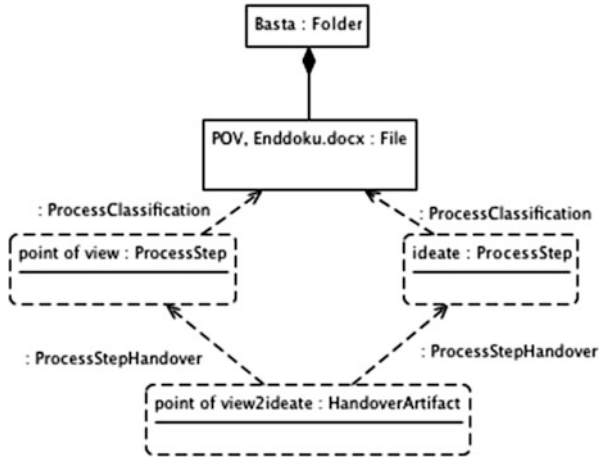 Basta : Folder
POV, Enddoku.docx : File
: ProcessClassification
: ProcessClassification
point of view : ProcessStep
ideate : ProcessStep
: ProcessStepHandover
: ProcessStepHandover
point of view2ideate : HandoverArtifact